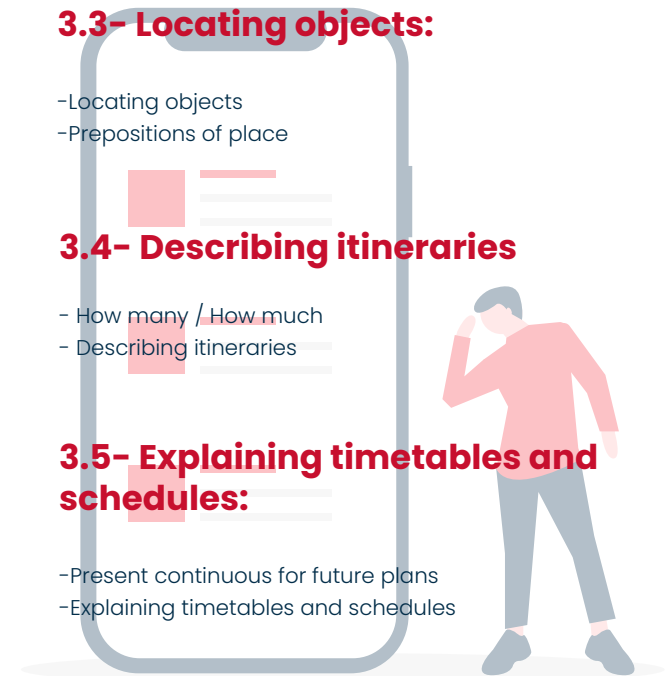 3.3- Locating objects:
-Locating objects
-Prepositions of place
3.4- Describing itineraries
- How many / How much
- Describing itineraries
3.5- Explaining timetables and
schedules:
-Present continuous for future plans
-Explaining timetables and schedules